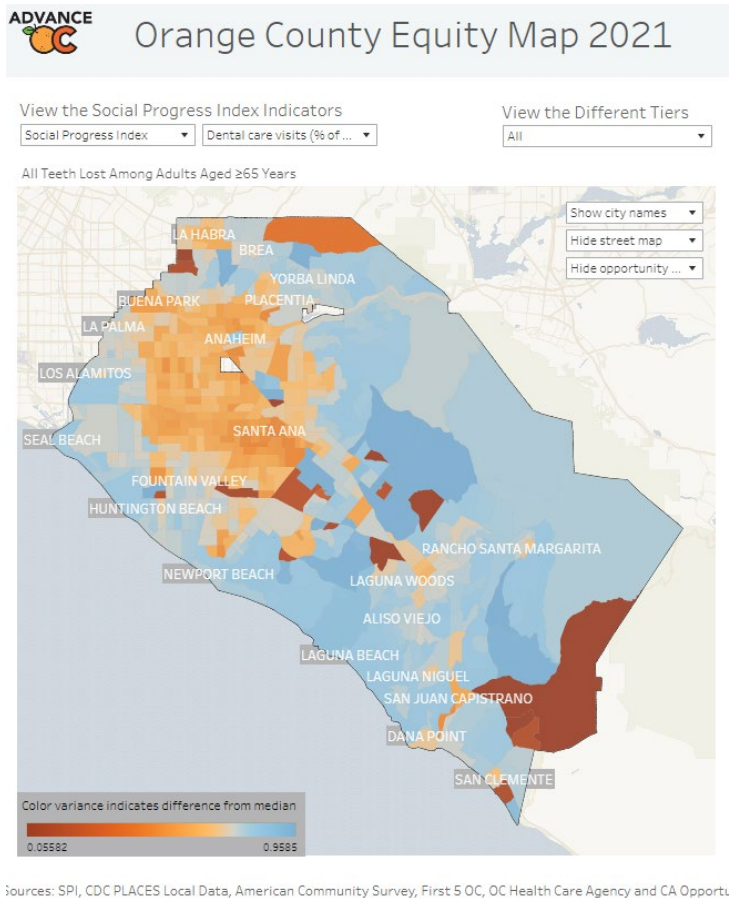 ADVANCE
OC
Orange County Equity Map 2021
View the Social Progress Index Indicators
View the Different Tiers
Social Progress Index
Dental care visits (% of ...
All
All Teeth Lost Among Adults Aged ≥65 Years
Show city names
Hide street map
Hide opportunity ...
LA HABRA
BREA
YORBA LINDA
BUENA PARK
PLACENTIA
LA PALMA
ANAHEIM
LOS ALAMITOS
SANTA ANA
SEAL BEACH
FOUNTAIN VALLEY
HUNTINGTON BEACH
RANCHO SANTA MARGARITA
NEWPORT BEACH
LAGUNA WOODS
ALISO VIEJO
LAGUNA BEACH
LAGUNA NIGUEL
SAN JUAN CAPISTRANO
DANA POINT
SAN CLEMENTE
Color variance indicates difference from median
0.05582
0.9585
Sources: SPI, CDC PLACES Local Data, American Community Survey, First 5 OC, OC Health Care Agency and CA Opportu